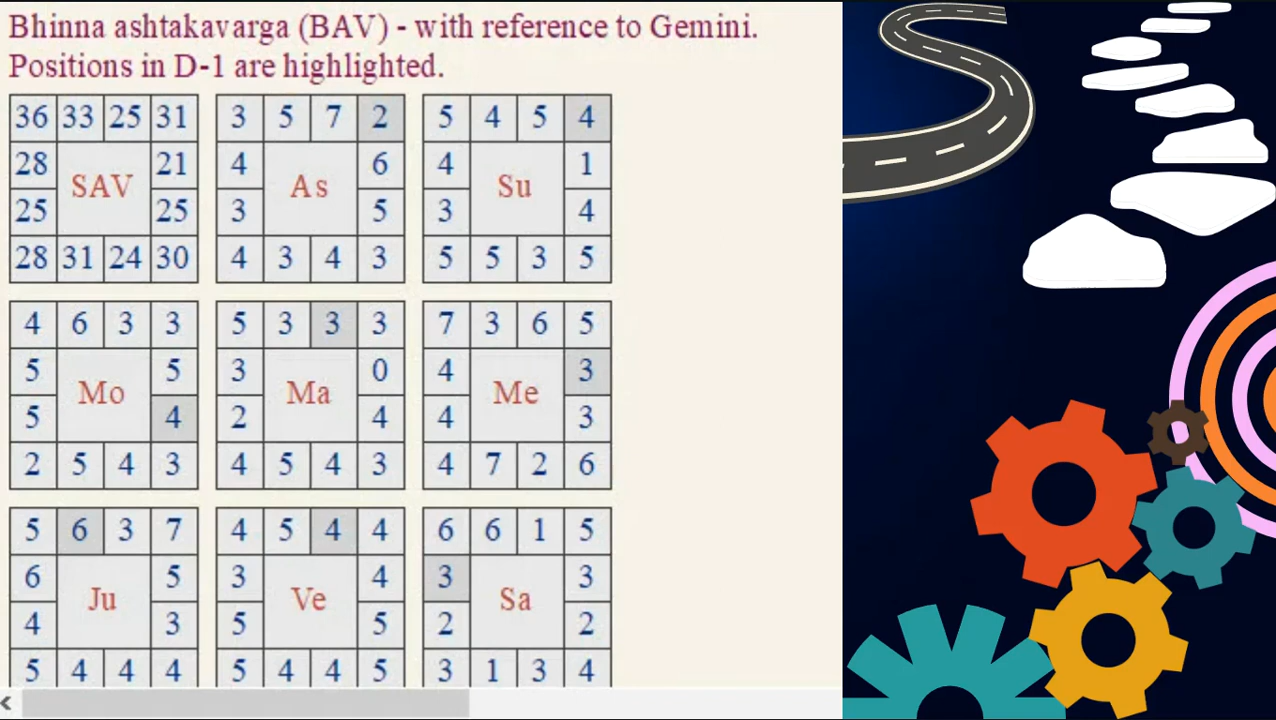 Bhinna ashtakavarga (BAV) - with reference to Gemini.
Positions in D-1 are highlighted.
36 33 25 31 3 5 7 2 5 4 5 4
28 21 4 6 4 1
SAV As Su
25 25 3 5 3 4
28 31 24 30 4 3 4 3 5 5 3 5
4 6 3 3 5 3 3 3 7 3 6 5
5 5 3 0 4 3
Mo Ma Me
5 4 2 4 4 3
2 5 4 3 4 5 4 3 4 7 2 6
5 6 3 7 4 5 4 4 6 6 1 5
6 5 3 4 3 3
Ju Ve Sa
4 3 5 5 2 2
5 4 4 4 5 4 4 5 3 1 3 4